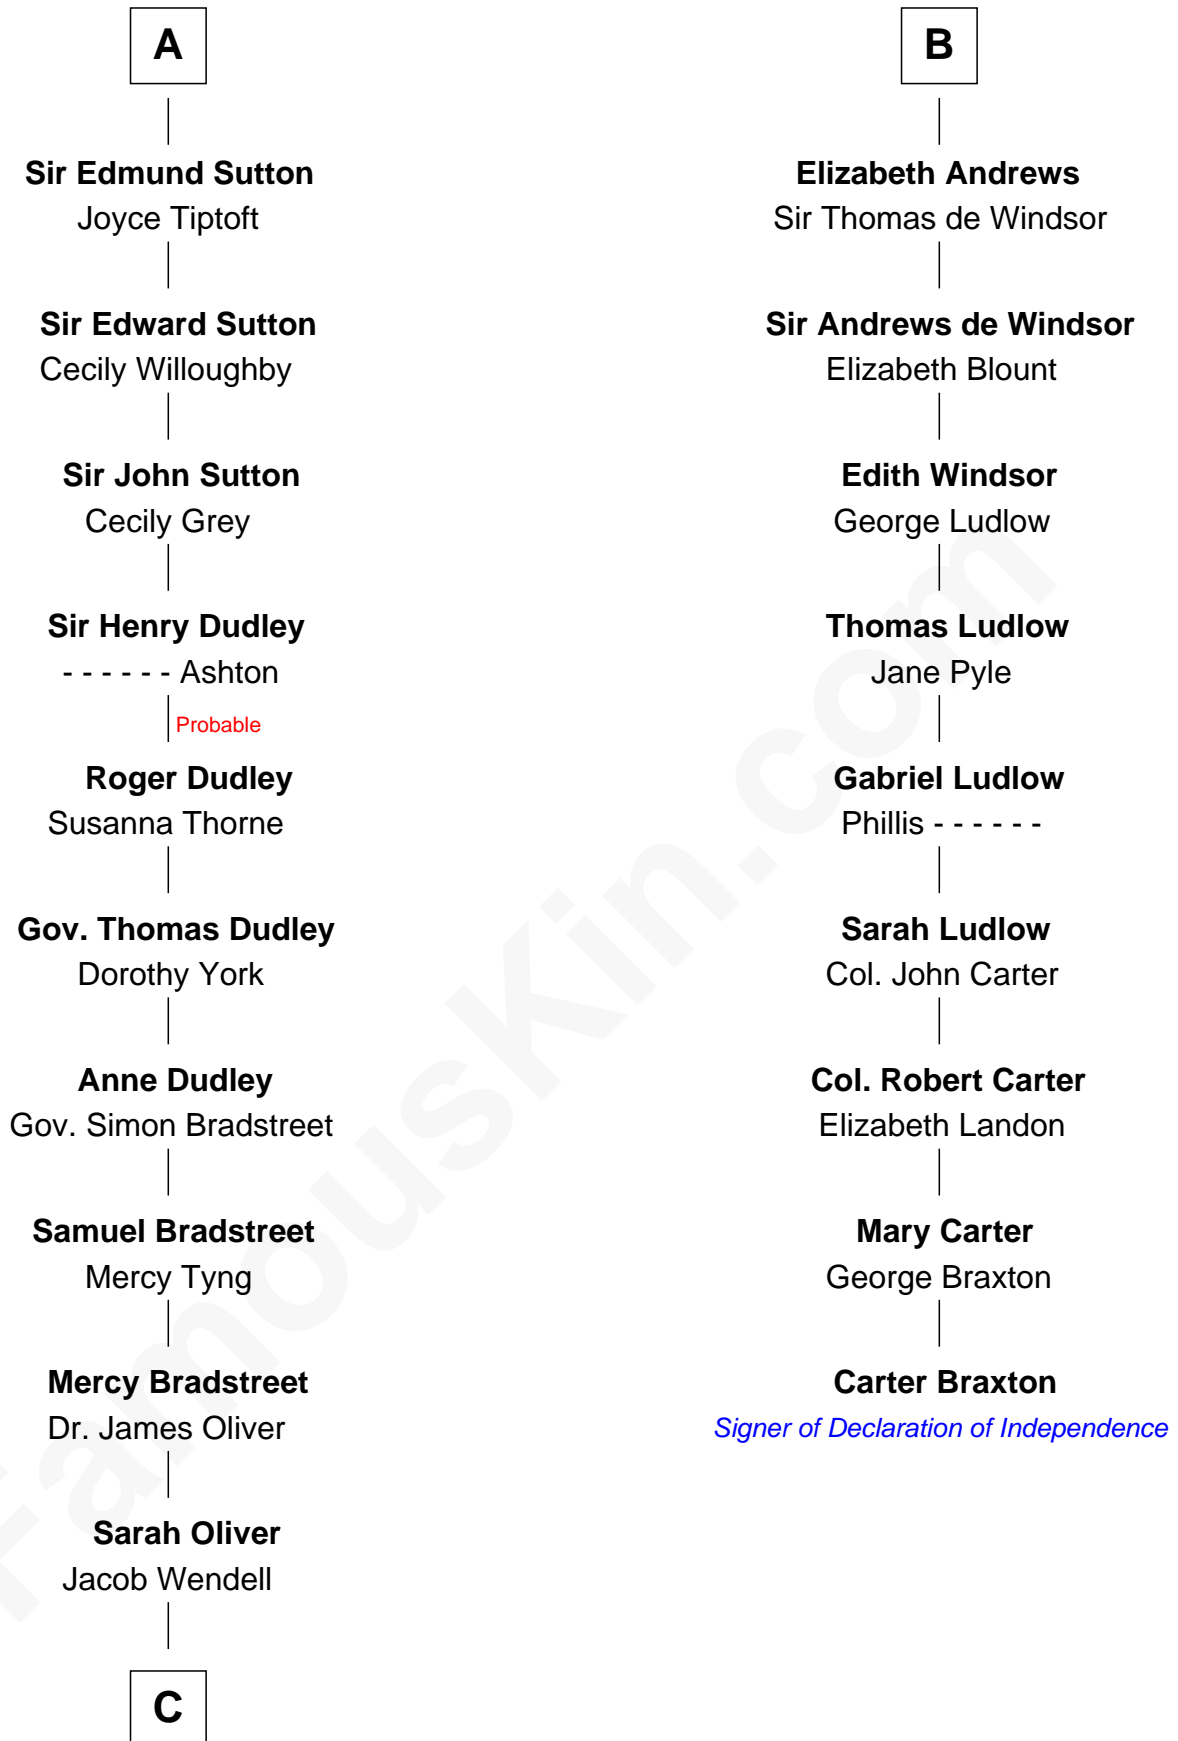 A
Sir Edmund Sutton
Joyce Tiptoft
Sir Edward Sutton
Cecily Willoughby
Sir John Sutton
Cecily Grey
Sir Henry Dudley
- - - - - - Ashton
Probable
Roger Dudley
Susanna Thorne
Gov. Thomas Dudley
Dorothy York
Anne Dudley
Gov. Simon Bradstreet
Samuel Bradstreet
Mercy Tyng
Mercy Bradstreet
Dr. James Oliver
Sarah Oliver
Jacob Wendell
C
B
Elizabeth Andrews
Sir Thomas de Windsor
Sir Andrews de Windsor
Elizabeth Blount
Edith Windsor
George Ludlow
Thomas Ludlow
Jane Pyle
Gabriel Ludlow
Phillis - - - - - -
Sarah Ludlow
Col. John Carter
Col. Robert Carter
Elizabeth Landon
Mary Carter
George Braxton
Carter Braxton
Signer of Declaration of Independence
FamousKin.com